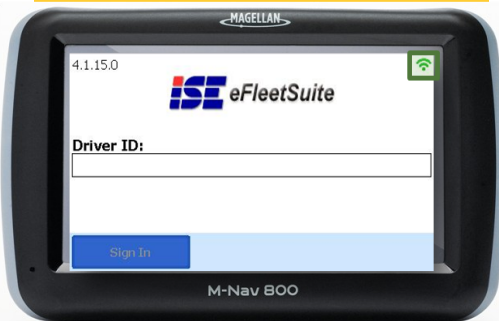 MAGELLAN
4.1.15.0
ISE eFleetSuite
Driver ID:
Sign In
M-Nav 800